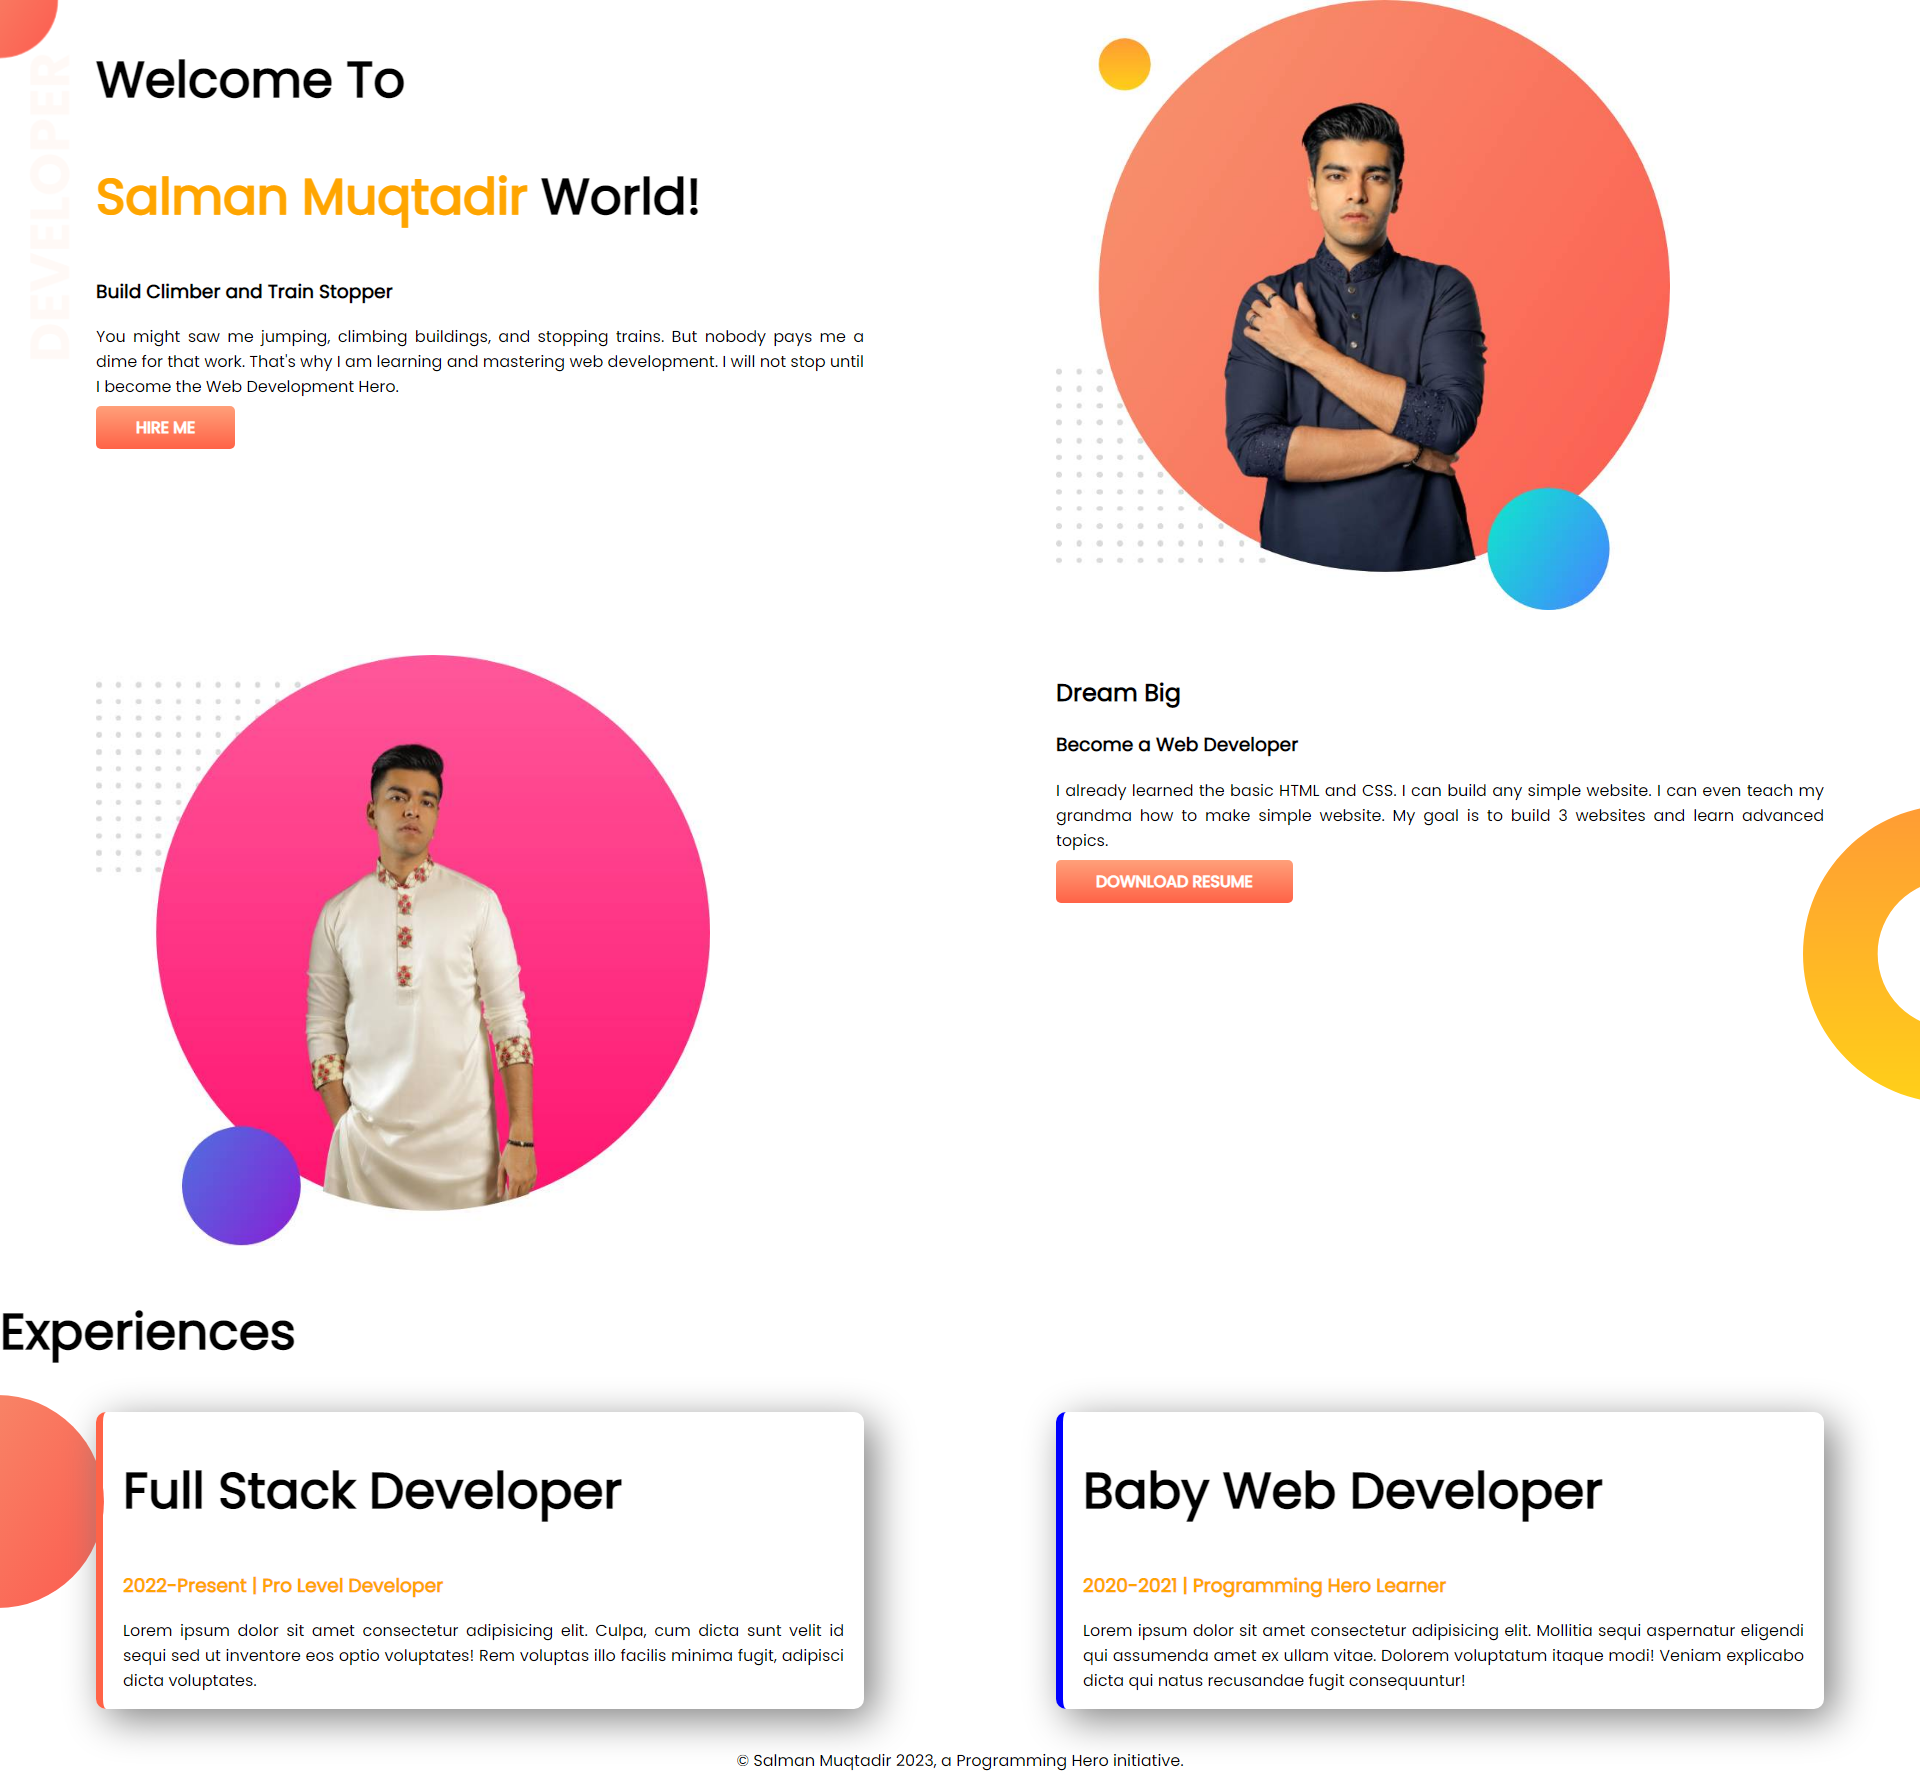 DEVELOPER
Welcome To
Salman Muqtadir World!
Build Climber and Train Stopper
You might saw me jumping, climbing buildings, and stopping trains. But nobody pays me a
dime for that work. That's why I am learning and mastering web development. I will not stop until
I become the Web Development Hero.
HIRE ME
Dream Big
Become a Web Developer
I already learned the basic HTML and CSS. I can build any simple website. I can even teach my
grandma how to make simple website. My goal is to build 3 websites and learn advanced
topics.
DOWNLOAD RESUME
Experiences
Full Stack Developer
2022-Present | Pro Level Developer
Lorem ipsum dolor sit amet consectetur adipisicing elit. Culpa, cum dicta sunt velit id
sequi sed ut inventore eos optio voluptates! Rem voluptas illo facilis minima fugit, adipisci
dicta voluptates.
Baby Web Developer
2020-2021 | Programming Hero Learner
Lorem ipsum dolor sit amet consectetur adipisicing elit. Mollitia sequi aspernatur eligendi
qui assumenda amet ex ullam vitae. Dolorem voluptatum itaque modi! Veniam explicabo
dicta qui natus recusandae fugit consequuntur!
© Salman Muqtadir 2023, a Programming Hero initiative.